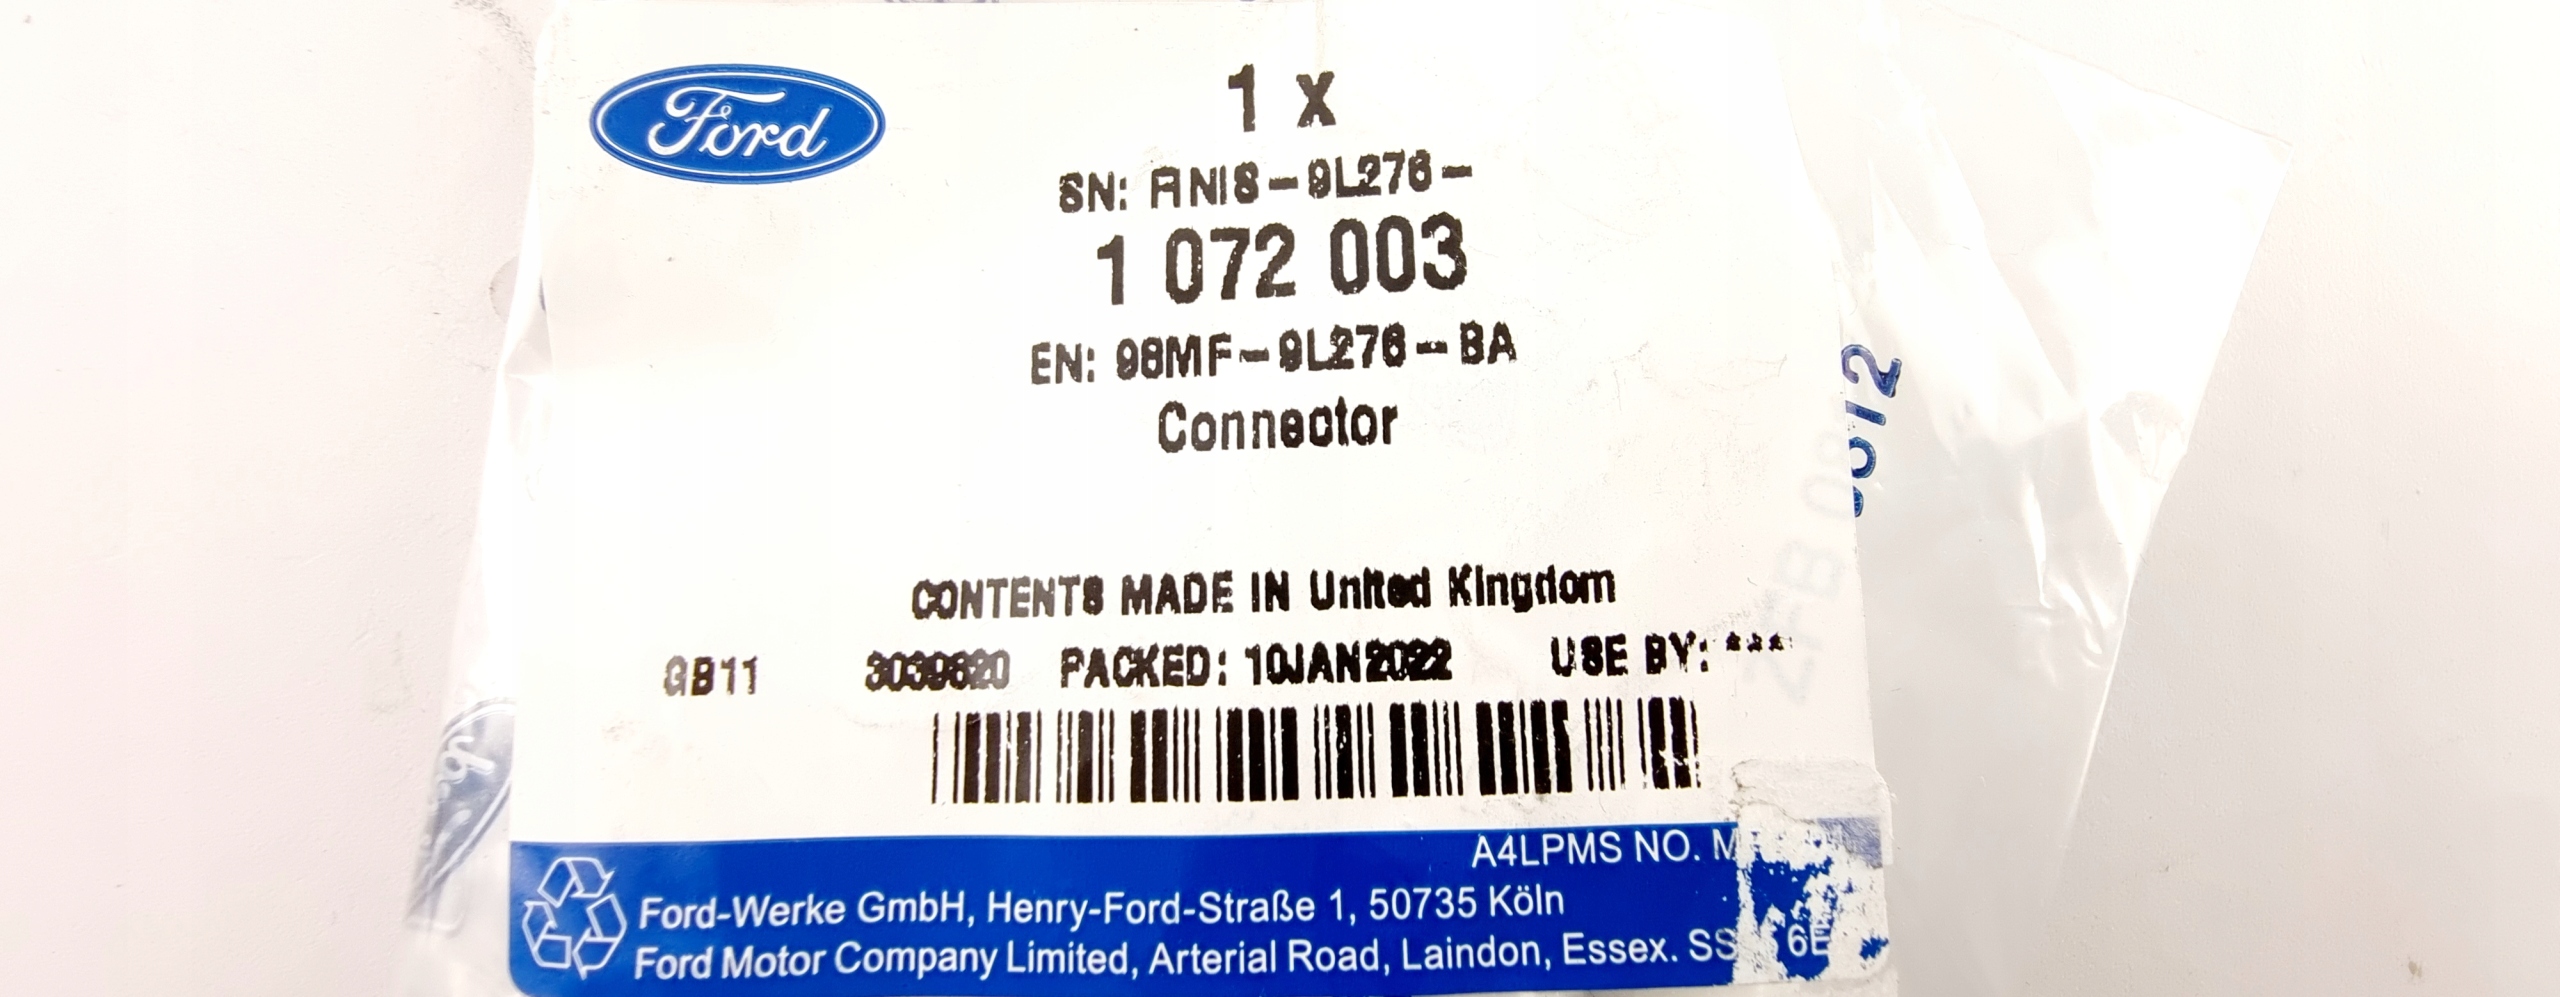 Ford
1 x
SN: FINIS-9L276-
1 072 003
EN: 98MF-9L276-BA
Connector
CONTENTS MADE IN United Kingdom
GB11 3039620 PACKED: 10JAN2022 USE BY: ***
A4LPMS NO.
Ford-Werke GmbH, Henry-Ford-Straße 1, 50735 Köln
Ford Motor Company Limited, Arterial Road, Laindon, Essex.